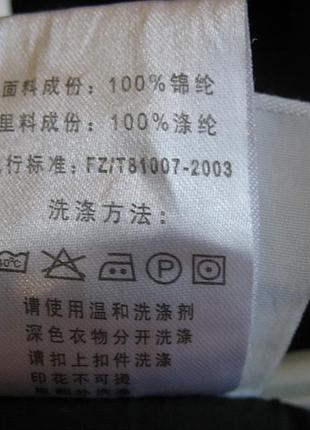 面料成份：100%锦纶
里料成份：100%涤纶
行标准：FZ/T81007-2003
洗涤方法：
40℃ P
请使用温和洗涤剂
深色衣物分开洗涤
请扣上扣件洗涤
印花不可烫